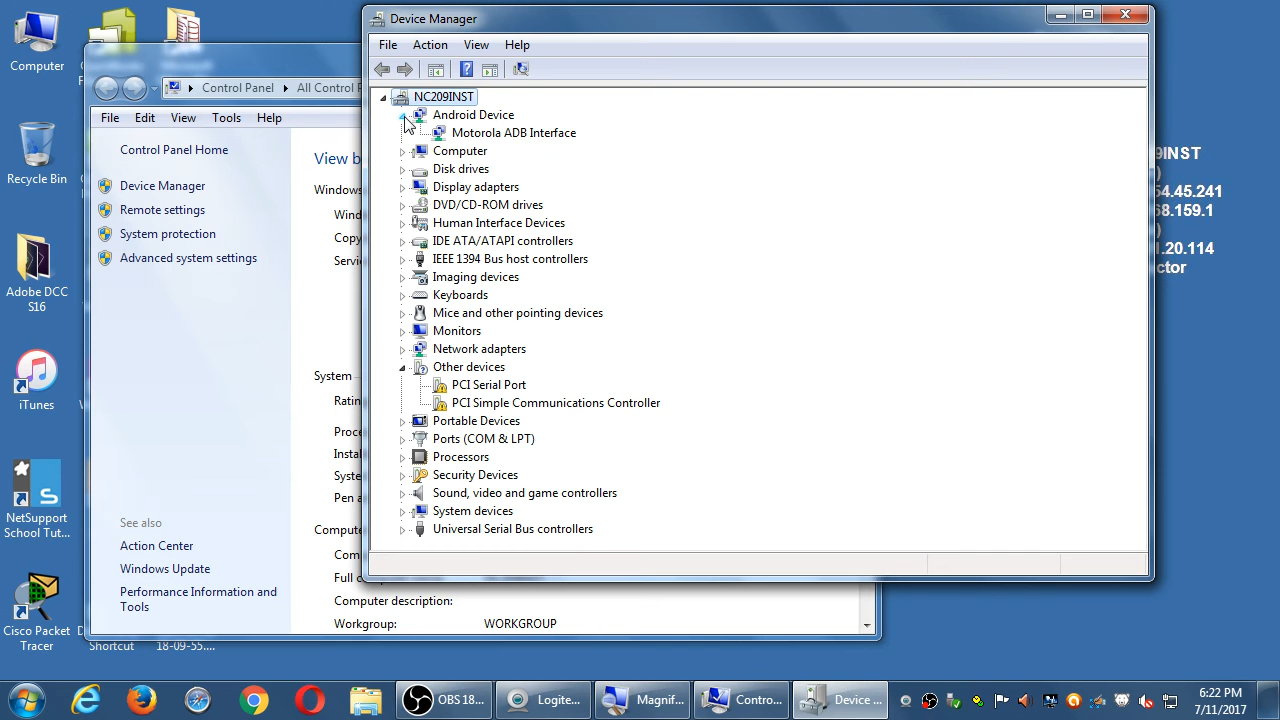 Computer
Recycle Bin
Adobe DCC
S16
iTunes
NetSupport
School Tut...
Cisco Packet
Tracer
Shortcut
18-09-55....
Control Panel
All Control
File Edit View Tools Help
Control Panel Home
Device Manager
Remote settings
System protection
Advanced system settings
See also
Action Center
Windows Update
Performance Information and
Tools
View b
Wind
Copy
Servi
System
Ratin
Proce
Instal
Syste
Pen a
Compute
Com
Full c
Computer description:
Workgroup: WORKGROUP
Device Manager
File Action View Help
NC209INST
Android Device
Motorola ADB Interface
Computer
Disk drives
Display adapters
DVD/CD-ROM drives
Human Interface Devices
IDE ATA/ATAPI controllers
IEEE 1394 Bus host controllers
Imaging devices
Keyboards
Mice and other pointing devices
Monitors
Network adapters
Other devices
PCI Serial Port
PCI Simple Communications Controller
Portable Devices
Ports (COM & LPT)
Processors
Security Devices
Sound, video and game controllers
System devices
Universal Serial Bus controllers
9INST
)
54.45.241
68.159.1
)
1.20.114
ctor
OBS 18....
Logite...
Magnif...
Contro...
Device ...
6:22 PM
7/11/2017